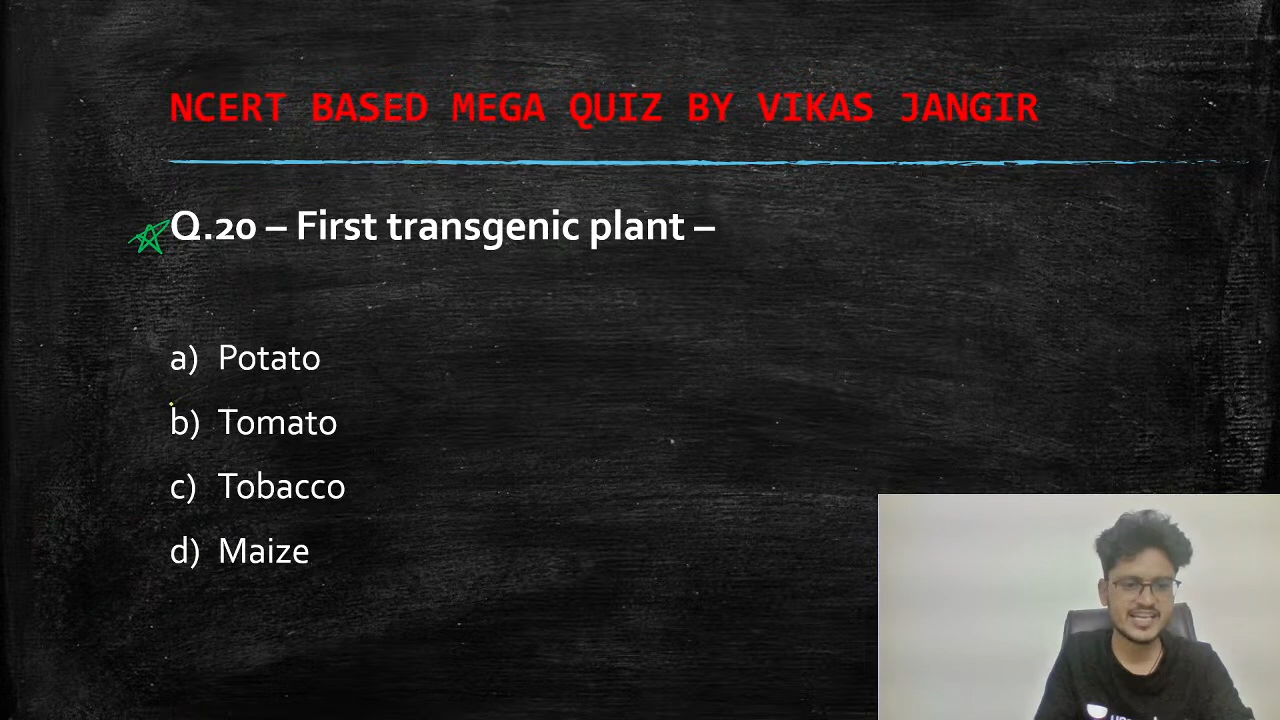 NCERT BASED MEGA QUIZ BY VIKAS JANGIR
Q.20 – First transgenic plant –
a) Potato
b) Tomato
c) Tobacco
d) Maize